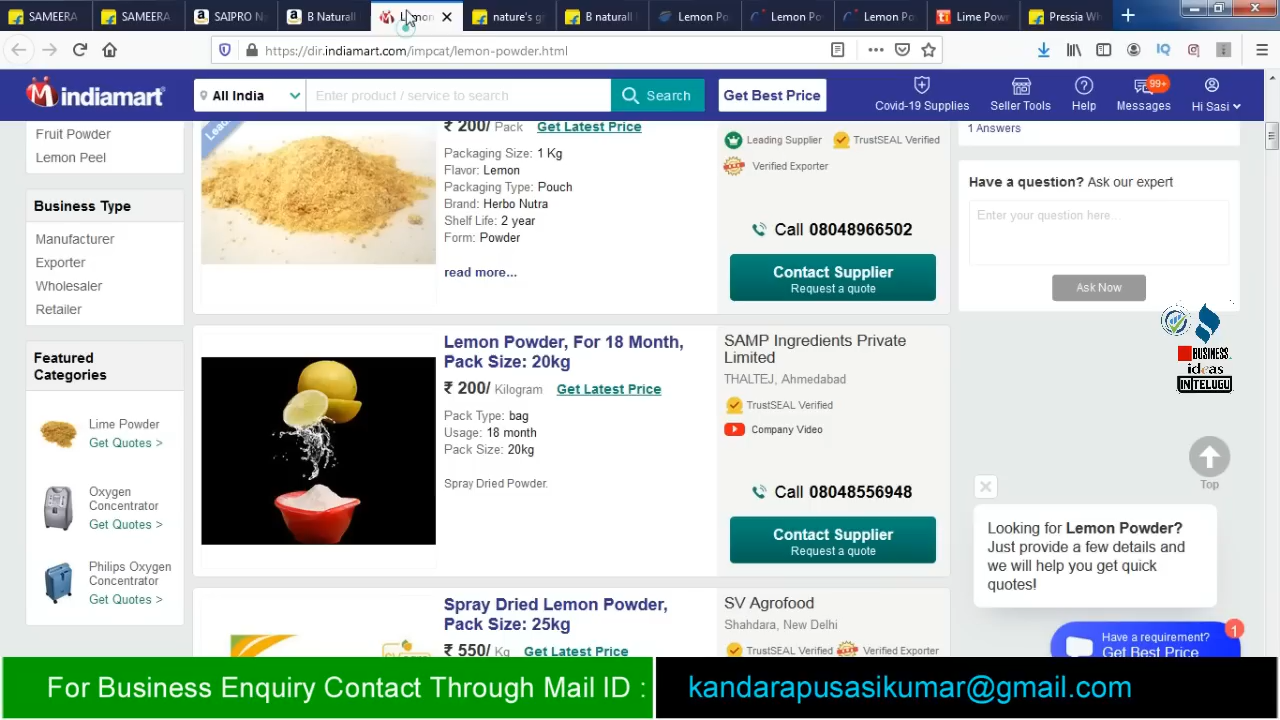 SAMEERA
SAMEERA
SAIPRO N
B Naturall
Lemon
nature's g
B natural
Lemon Po
Lemon Po
Lemon Po
Lime Pow
Pressia Wh
https://dir.indiamart.com/impcat/lemon-powder.html
indiamart
All India
Enter product / service to search
Search
Get Best Price
Covid-19 Supplies
Seller Tools
Help
99+
Messages
Hi Sasi
Fruit Powder
Lemon Peel
Business Type
Manufacturer
Exporter
Wholesaler
Retailer
Featured
Categories
Lime Powder
Get Quotes >
Oxygen
Concentrator
Get Quotes >
Philips Oxygen
Concentrator
Get Quotes >
₹ 200/ Pack Get Latest Price
Packaging Size: 1 Kg
Flavor: Lemon
Packaging Type: Pouch
Brand: Herbo Nutra
Shelf Life: 2 year
Form: Powder
read more...
Leading Supplier
TrustSEAL Verified
Verified Exporter
Call 08048966502
Contact Supplier
Request a quote
Lemon Powder, For 18 Month,
Pack Size: 20kg
₹ 200/ Kilogram Get Latest Price
Pack Type: bag
Usage: 18 month
Pack Size: 20kg
Spray Dried Powder.
SAMP Ingredients Private
Limited
THALTEJ, Ahmedabad
TrustSEAL Verified
Company Video
Call 08048556948
Contact Supplier
Request a quote
Spray Dried Lemon Powder,
Pack Size: 25kg
₹ 550/ Kg Get Latest Price
SV Agrofood
Shahdara, New Delhi
TrustSEAL Verified
Verified Exporter
1 Answers
Have a question? Ask our expert
Enter your question here..
Ask Now
BUSINESS
ideas
IN TELUGU
Top
Looking for Lemon Powder?
Just provide a few details and
we will help you get quick
quotes!
Have a requirement?
Get Best Price
1
For Business Enquiry Contact Through Mail ID :
kandarapusasikumar@gmail.com